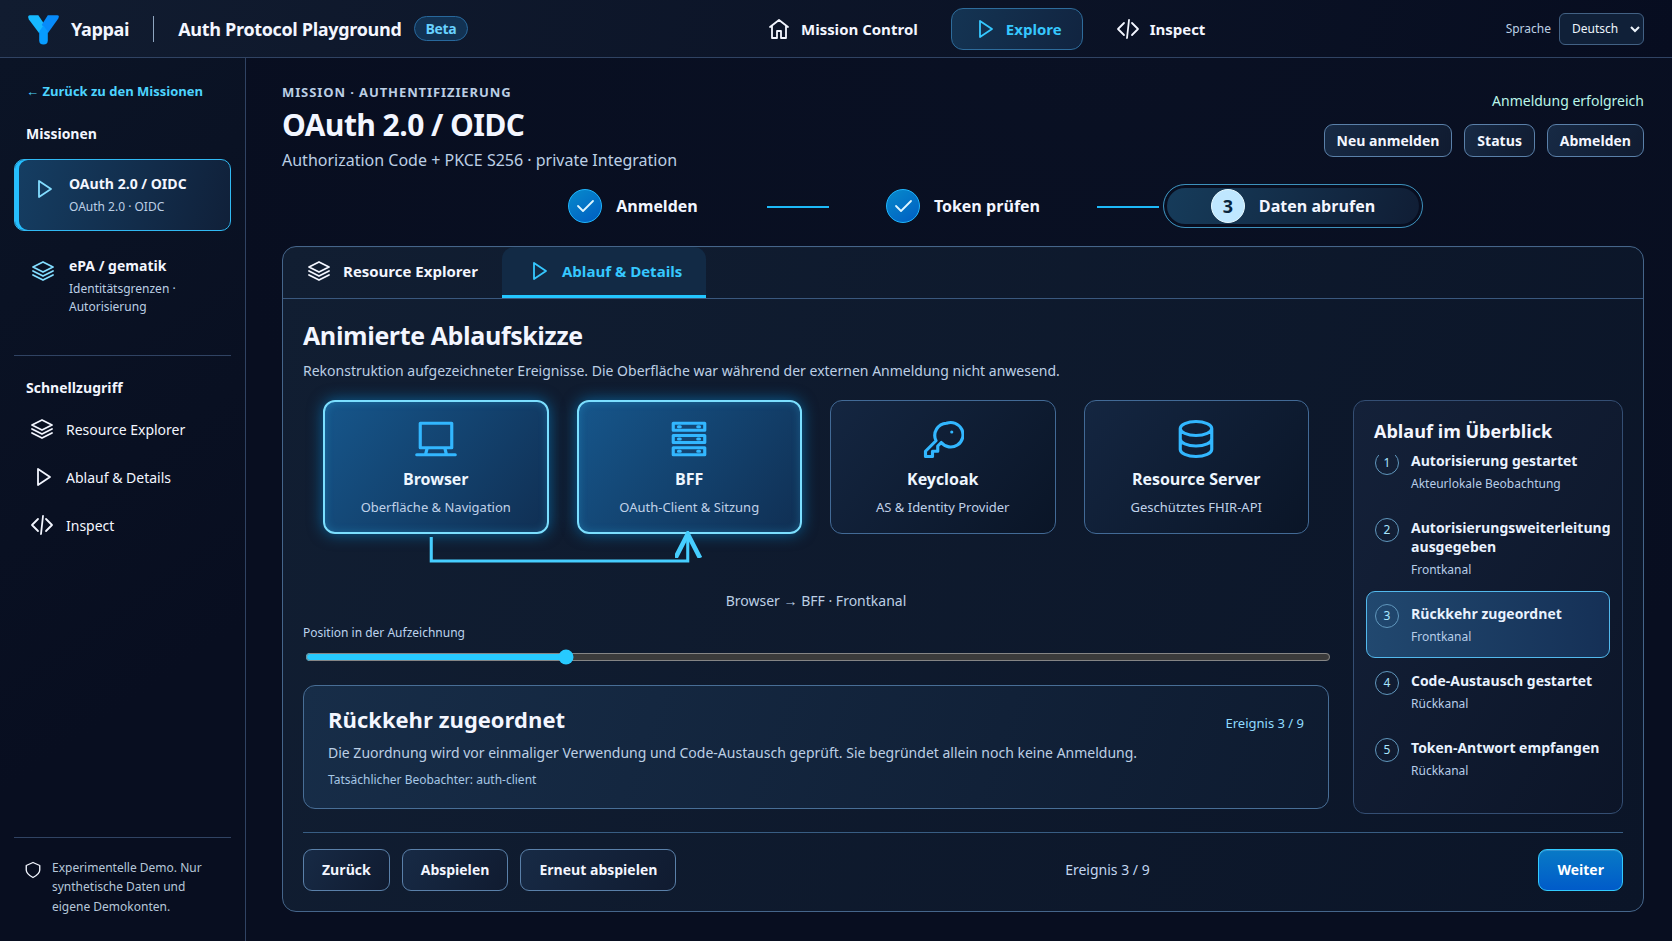 Yappai
Auth Protocol Playground
Beta
Mission Control
Explore
Inspect
Sprache
Deutsch
← Zurück zu den Missionen
Missionen
OAuth 2.0 / OIDC
OAuth 2.0 · OIDC
ePA / gematik
Identitätsgrenzen ·
Autorisierung
Schnellzugriff
Resource Explorer
Ablauf & Details
Inspect
Experimentelle Demo. Nur
synthetische Daten und
eigene Demokonten.
MISSION · AUTHENTIFIZIERUNG
OAuth 2.0 / OIDC
Authorization Code + PKCE S256 · private Integration
Anmeldung erfolgreich
Neu anmelden
Status
Abmelden
Anmelden
Token prüfen
3
Daten abrufen
Resource Explorer
Ablauf & Details
Animierte Ablaufskizze
Rekonstruktion aufgezeichneter Ereignisse. Die Oberfläche war während der externen Anmeldung nicht anwesend.
Browser
Oberfläche & Navigation
BFF
OAuth-Client & Sitzung
Keycloak
AS & Identity Provider
Resource Server
Geschütztes FHIR-API
Browser → BFF · Frontkanal
Position in der Aufzeichnung
Rückkehr zugeordnet
Ereignis 3 / 9
Die Zuordnung wird vor einmaliger Verwendung und Code-Austausch geprüft. Sie begründet allein noch keine Anmeldung.
Tatsächlicher Beobachter: auth-client
Ablauf im Überblick
1
Autorisierung gestartet
Akteurlokale Beobachtung
2
Autorisierungsweiterleitung
ausgegeben
Frontkanal
3
Rückkehr zugeordnet
Frontkanal
4
Code-Austausch gestartet
Rückkanal
5
Token-Antwort empfangen
Rückkanal
Zurück
Abspielen
Erneut abspielen
Ereignis 3 / 9
Weiter